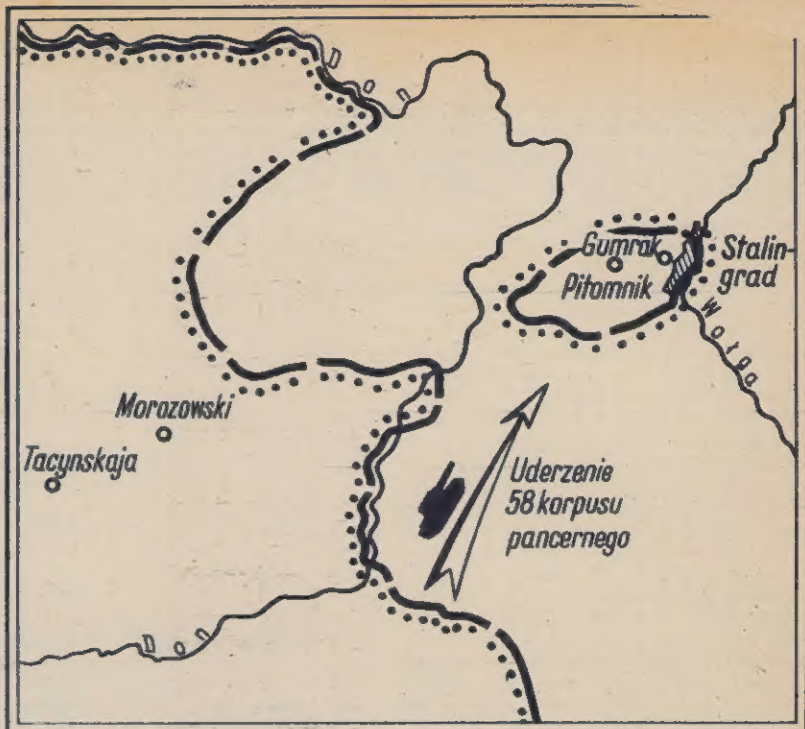 Don
Gumrak
Pitomnik
Stalin-
grad
Wołga
Morozowski
Tacynskaja
Uderzenie
58 korpusu
pancernego
Don